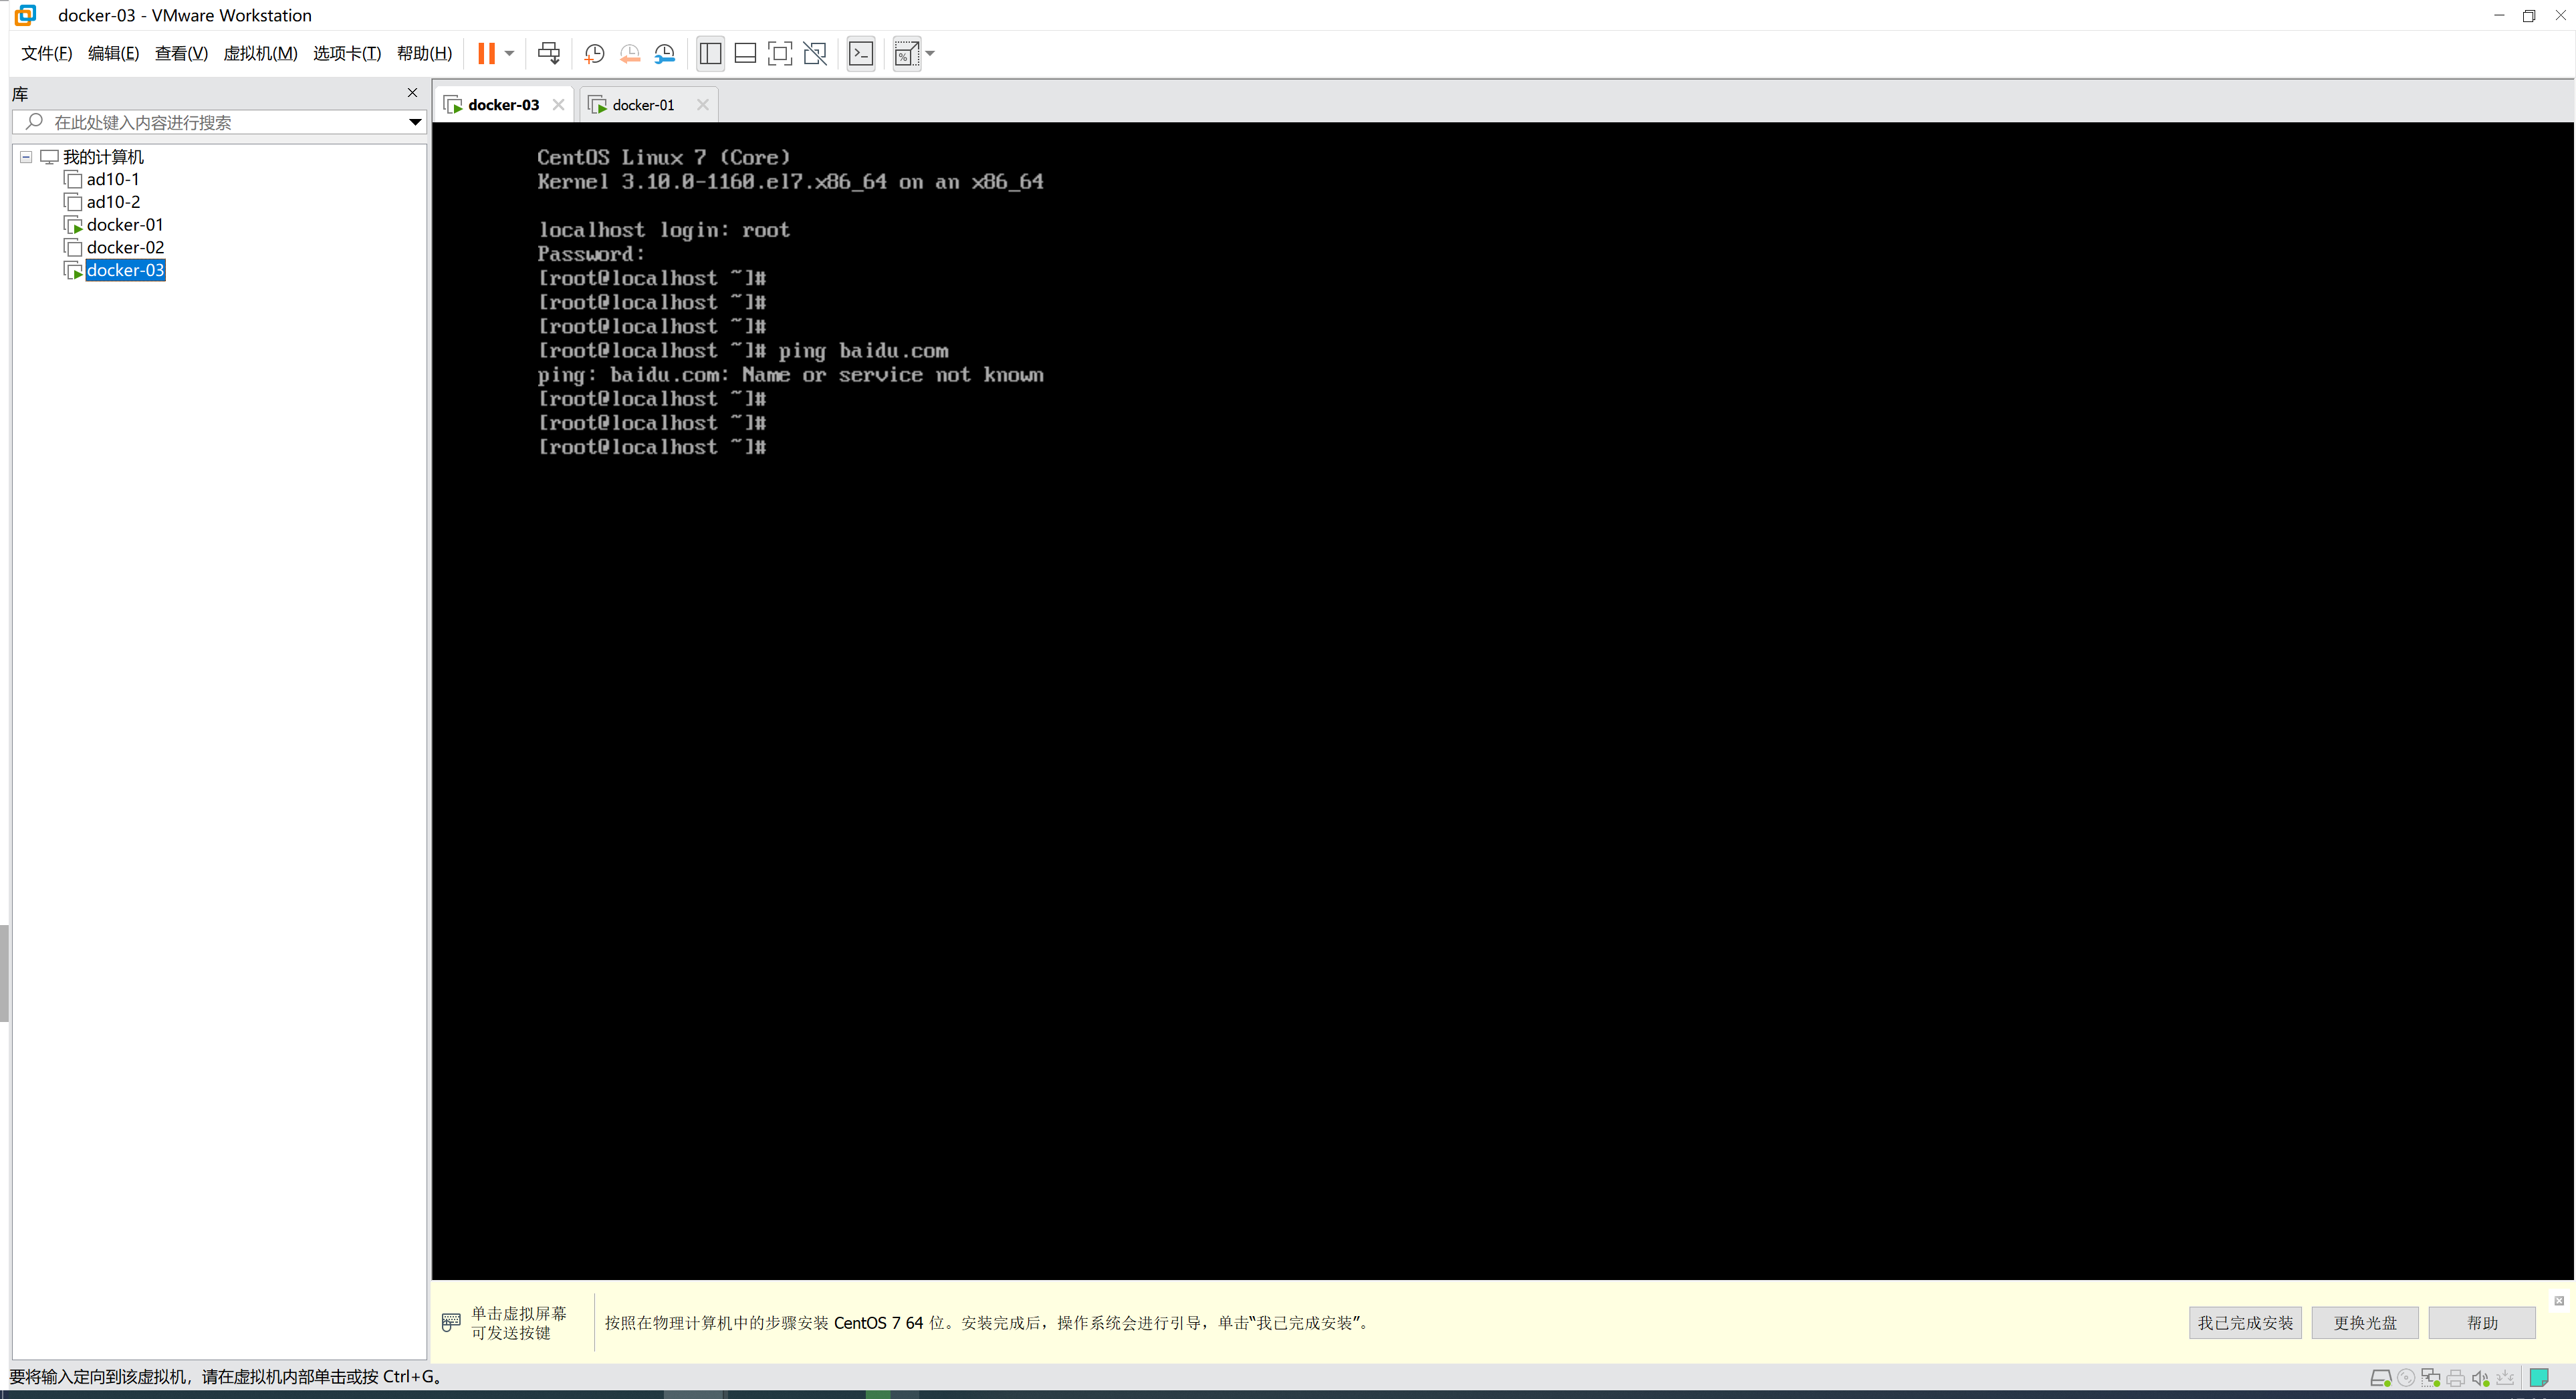 docker-03 - VMware Workstation
文件(F) 编辑(E) 查看(V) 虚拟机(M) 选项卡(T) 帮助(H)
库
在此处键入内容进行搜索
我的计算机
ad10-1
ad10-2
docker-01
docker-02
docker-03
docker-03 docker-01
CentOS Linux 7 (Core)
Kernel 3.10.0-1160.el7.x86_64 on an x86_64
localhost login: root
Password:
[root@localhost ~]#
[root@localhost ~]#
[root@localhost ~]#
[root@localhost ~]# ping baidu.com
ping: baidu.com: Name or service not known
[root@localhost ~]#
[root@localhost ~]#
[root@localhost ~]#
单击虚拟屏幕
可发送按键
按照在物理计算机中的步骤安装 CentOS 7 64 位。安装完成后，操作系统会进行引导，单击“我已完成安装”。
我已完成安装 更换光盘 帮助
要将输入定向到该虚拟机，请在虚拟机内部单击或按 Ctrl+G。